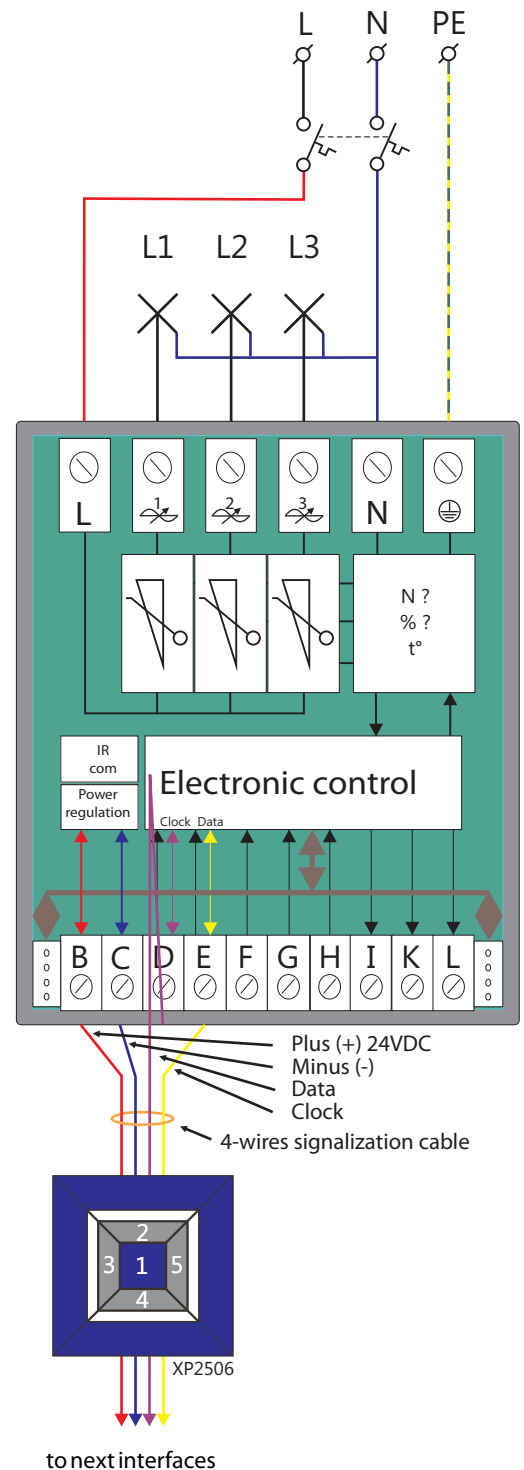 L N PE
L1 L2 L3
L 1 2 3 N
N ?
% ?
t°
IR
com
Power
regulation
Electronic control
Clock Data
B C D E F G H I K L
Plus (+) 24VDC
Minus (-)
Data
Clock
4-wires signalization cable
2
3 1 5
4
XP2506
to next interfaces